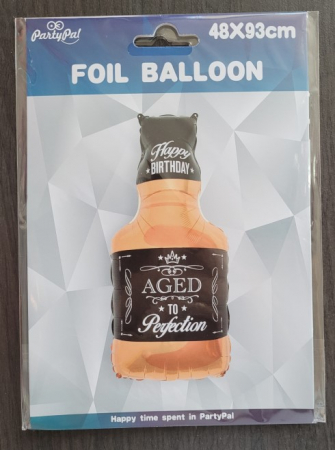 PartyPal
48X93cm
FOIL BALLOON
Happy
BIRTHDAY
AGED
TO
Perfection
Happy time spent in PartyPal